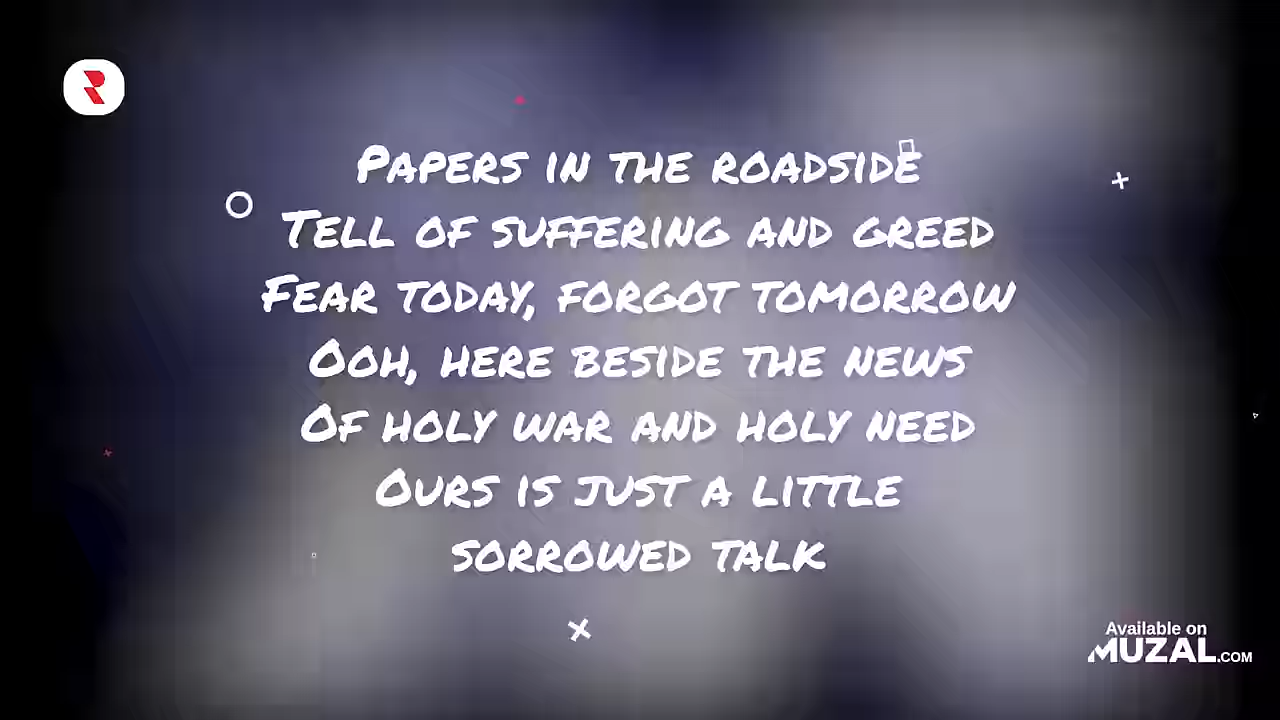 Papers in the roadside
Tell of suffering and greed
Fear today, forgot tomorrow
Ooh, here beside the news
Of holy war and holy need
Ours is just a little
sorrowed talk
Available on
MUZAL.COM